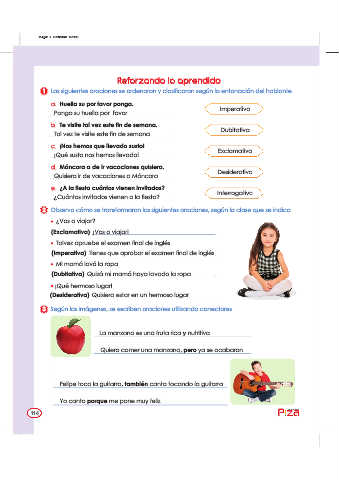 Reforzando lo aprendido
1 Las siguientes oraciones se ordenaron y clasificaron según la entonación del hablante.
a. Huella su por favor ponga.
Ponga su huella por favor
Imperativa
b. Te visite tal vez este fin de semana.
Tal vez te visite este fin de semana
Dubitativa
c. ¡Nos hemos que llevado susto!
¡Qué susto nos hemos llevado!
Exclamativa
d. Máncora a de ir vacaciones quisiera.
Quisiera ir de vacaciones a Máncora
Desiderativa
e. ¿A la fiesta cuántos vienen invitados?
¿Cuántos invitados vienen a la fiesta?
Interrogativa
2 Observa cómo se transformaron las siguientes oraciones, según la clase que se indica:
• ¿Vas a viajar?
(Exclamativa) ¡Vas a viajar!
• Talvez apruebe el examen final de inglés
(Imperativa) Tienes que aprobar el examen final de inglés
• Mi mamá lavó la ropa
(Dubitativa) Quizá mi mamá haya lavado la ropa
• ¡Qué hermoso lugar!
(Desiderativa) Quisiera estar en un hermoso lugar
3 Según las imágenes, se escriben oraciones utilizando conectores
La manzana es una fruta rica y nutritiva
Quiero comer una manzana, pero ya se acabaron
Felipe toca la guitarra, también canta tocando la guitarra
Yo canto porque me pone muy feliz
114